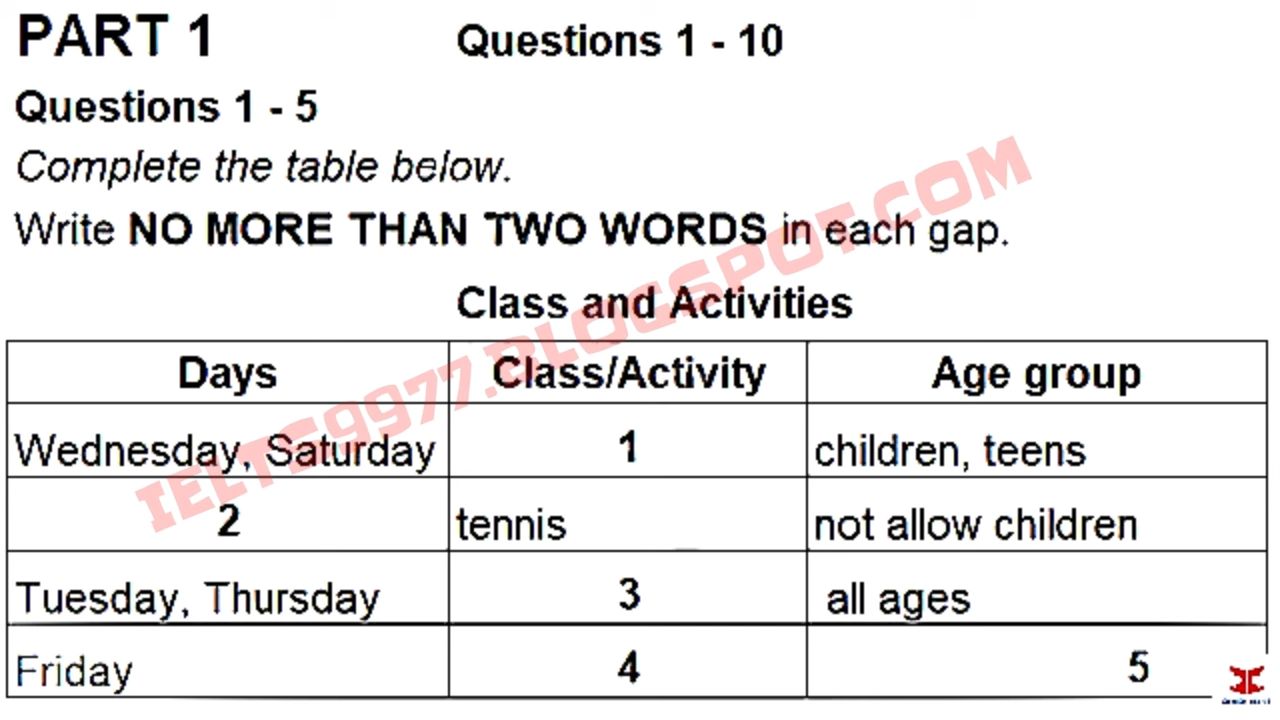 PART 1 Questions 1 - 10
Questions 1 - 5
Complete the table below.
Write NO MORE THAN TWO WORDS in each gap.
Class and Activities
Days Class/Activity Age group
Wednesday, Saturday 1 children, teens
2 tennis not allow children
Tuesday, Thursday 3 all ages
Friday 4 5
IELTS9977.BLOGSPOT.COM